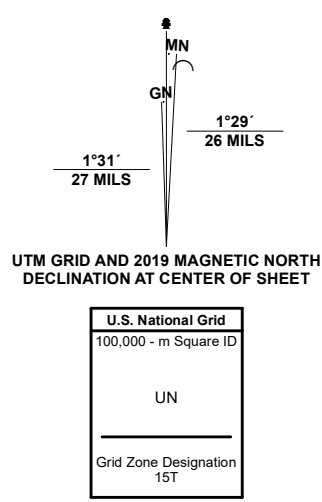 MN
GN
1°29´
26 MILS
1°31´
27 MILS
UTM GRID AND 2019 MAGNETIC NORTH
DECLINATION AT CENTER OF SHEET
U.S. National Grid
100,000 - m Square ID
UN
Grid Zone Designation
15T